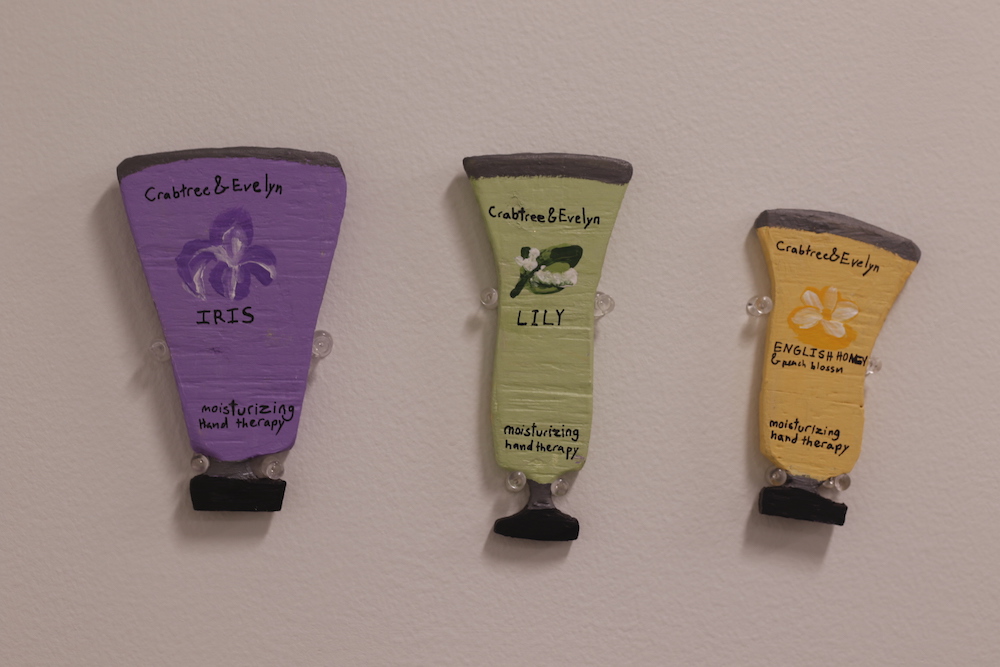 Crabtree & Evelyn
IRIS
moisturizing
Hand therapy
Crabtree & Evelyn
LILY
moisturizing
hand therapy
Crabtree & Evelyn
ENGLISH HONEY
& peach blossm
moisturizing
hand therapy